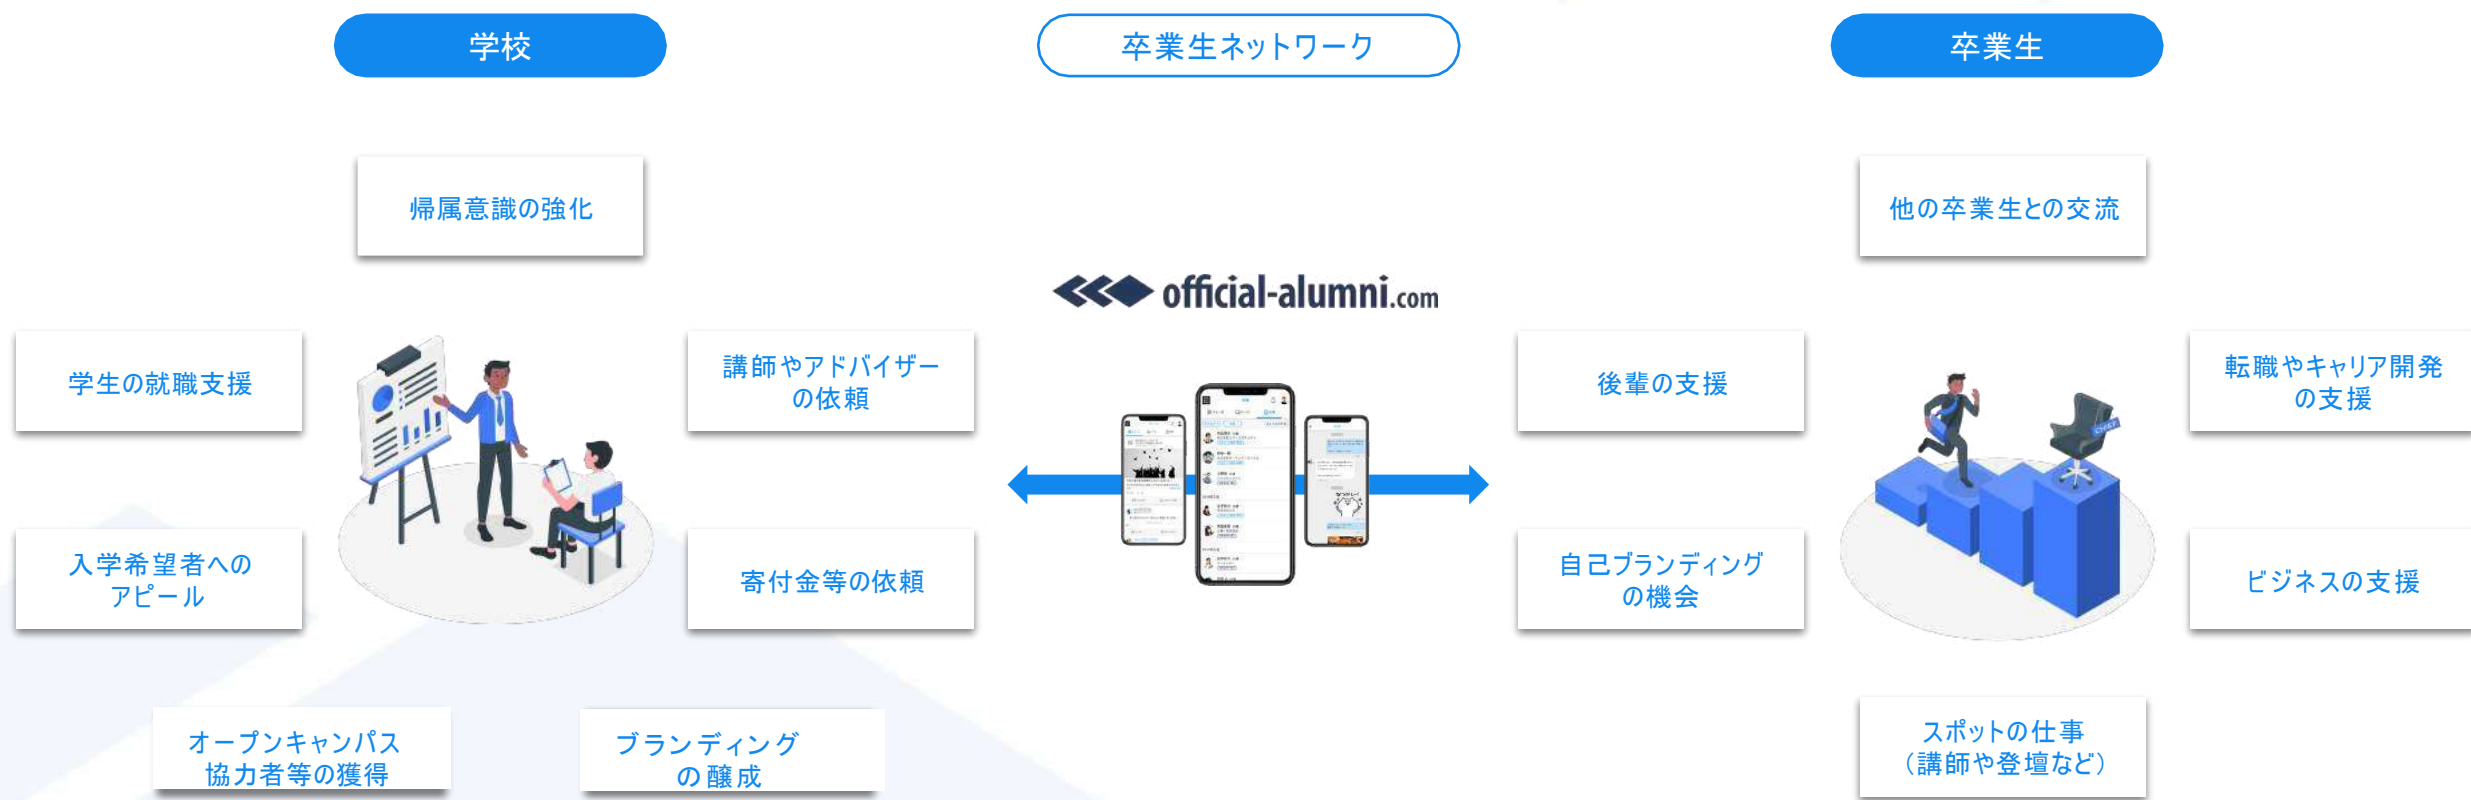 学校
卒業生ネットワーク
卒業生
帰属意識の強化
他の卒業生との交流
official-alumni.com
学生の就職支援
講師やアドバイザー
の依頼
後輩の支援
転職やキャリア開発
の支援
入学希望者への
アピール
寄付金等の依頼
自己ブランディング
の機会
ビジネスの支援
オープンキャンパス
協力者等の獲得
ブランディング
の醸成
スポットの仕事
（講師や登壇など）